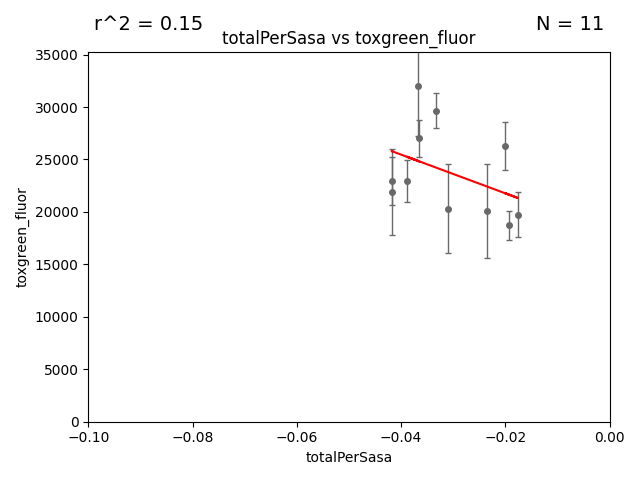 r^2 = 0.15
N = 11
totalPerSasa vs toxgreen_fluor
35000
30000
25000
20000
15000
10000
5000
0
toxgreen_fluor
−0.10
−0.08
−0.06
−0.04
−0.02
0.00
totalPerSasa